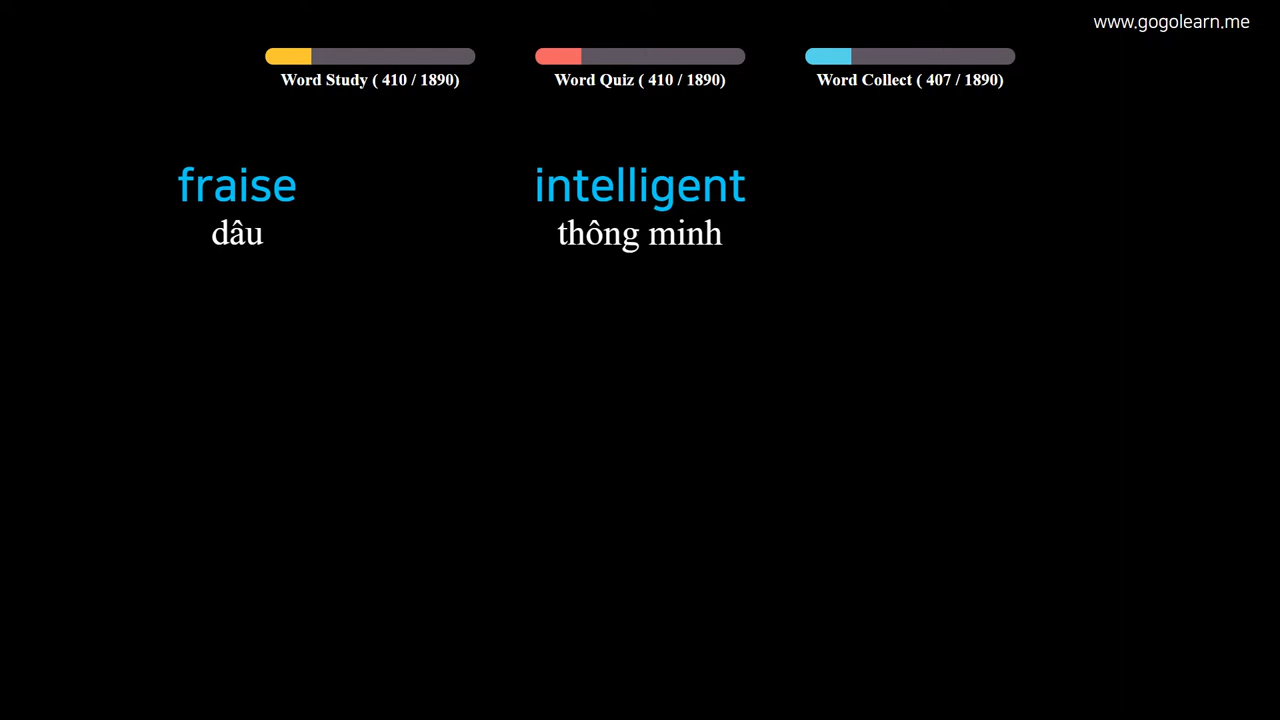 www.gogolearn.me
Word Study ( 410 / 1890)
Word Quiz ( 410 / 1890)
Word Collect ( 407 / 1890)
fraise
dâu
intelligent
thông minh